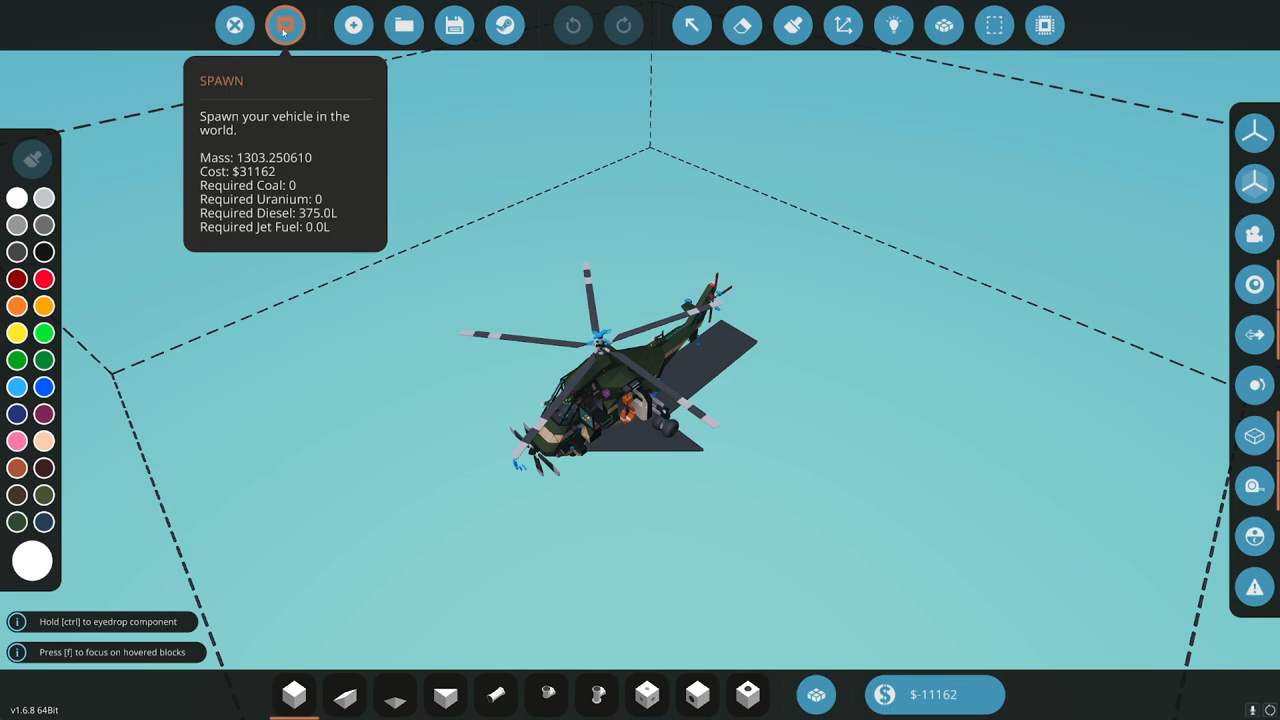 SPAWN
Spawn your vehicle in the
world.
Mass: 1303.250610
Cost: $31162
Required Coal: 0
Required Uranium: 0
Required Diesel: 375.0L
Required Jet Fuel: 0.0L
Hold [ctrl] to eyedrop component
Press [f] to focus on hovered blocks
$-11162
v1.6.8 64Bit